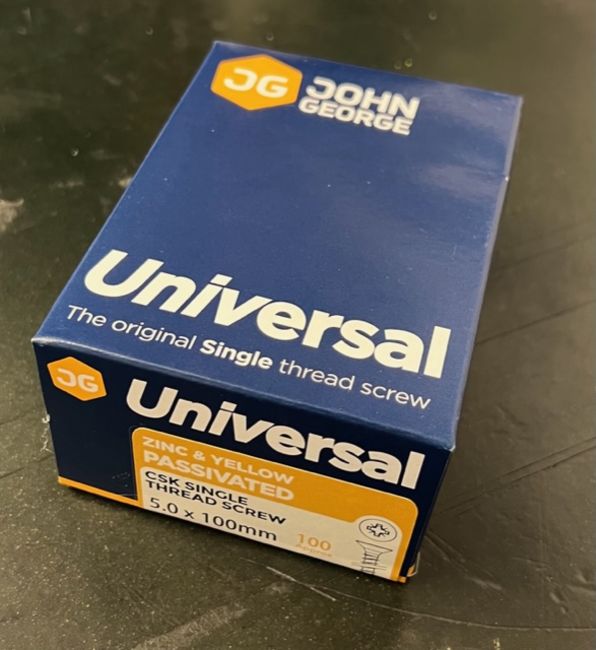 JG
JOHN
GEORGE
Universal
The original Single thread screw
JG
Universal
ZINC & YELLOW
PASSIVATED
CSK SINGLE
THREAD SCREW
5.0 x 100mm
100
Approx